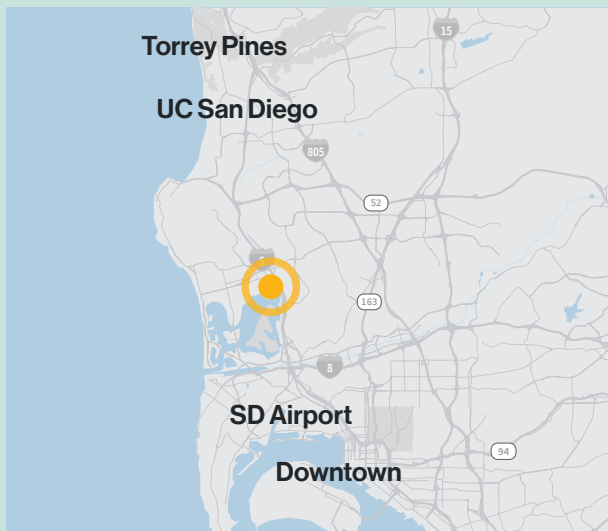 15
Torrey Pines
UC San Diego
805
52
5
163
8
SD Airport
94
Downtown